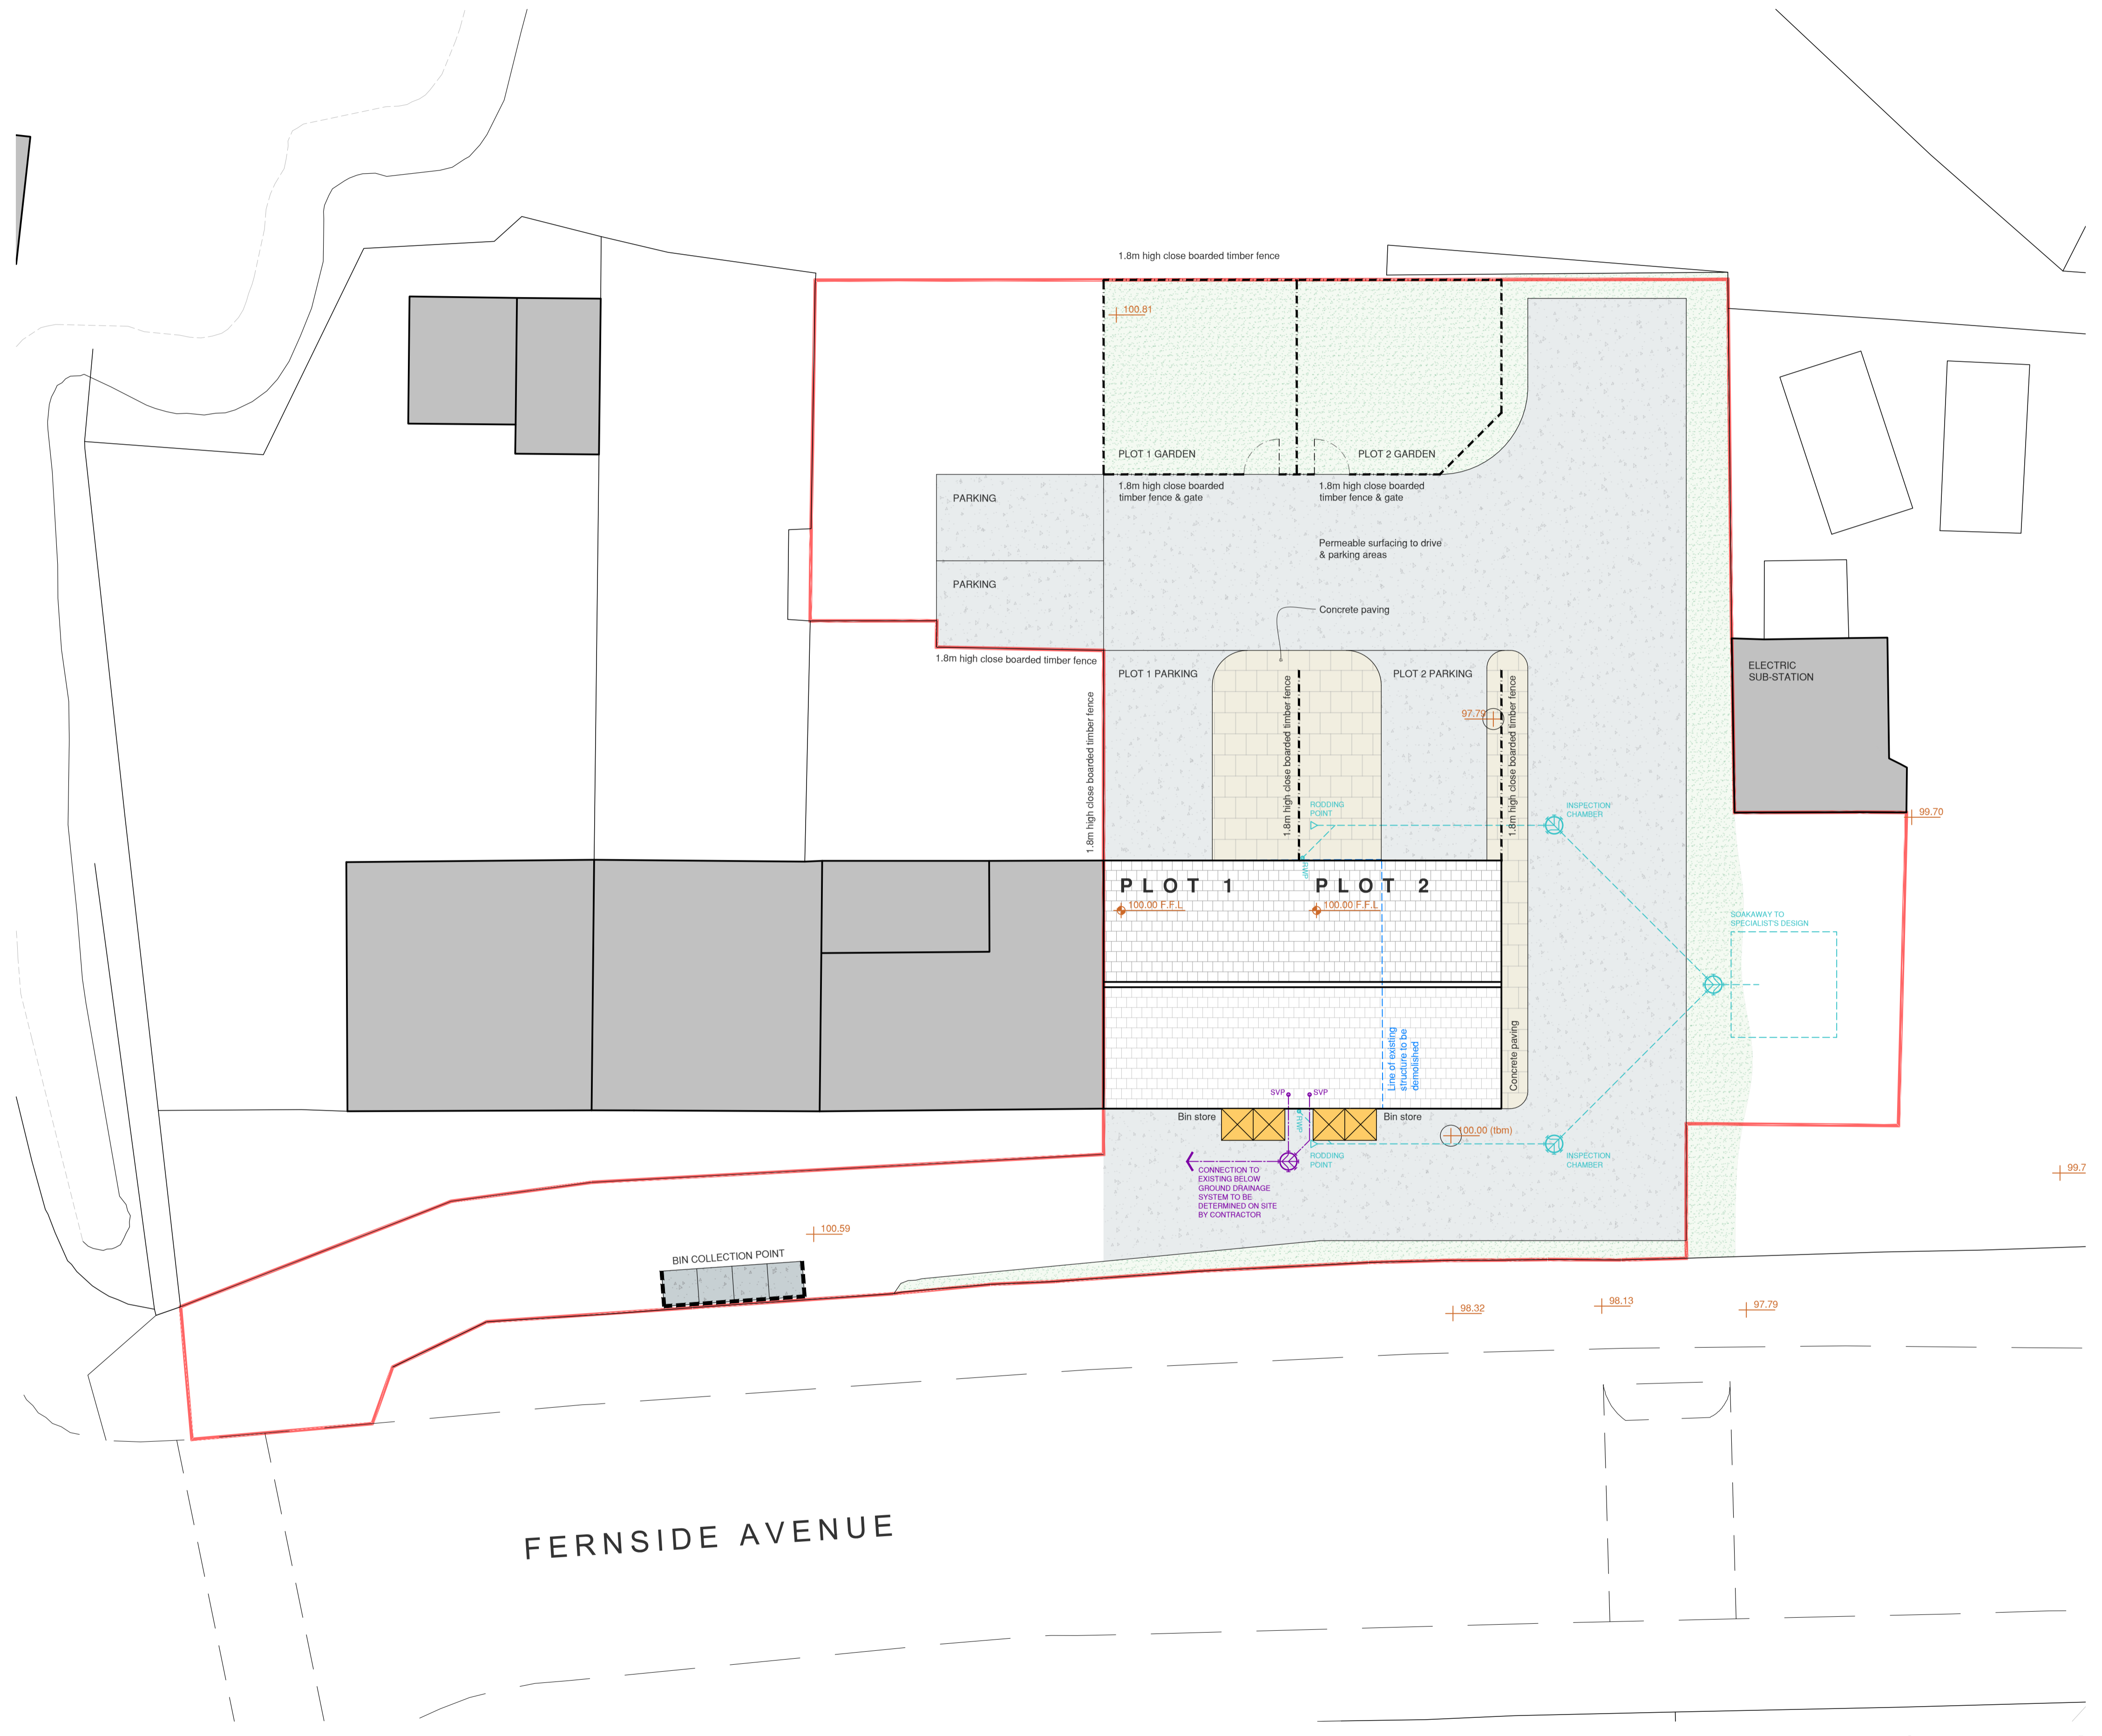 1.8m high close boarded timber fence
100.81
PLOT 1 GARDEN
PLOT 2 GARDEN
1.8m high close boarded
timber fence & gate
1.8m high close boarded
timber fence & gate
PARKING
Permeable surfacing to drive
& parking areas
PARKING
Concrete paving
1.8m high close boarded timber fence
PLOT 1 PARKING
PLOT 2 PARKING
ELECTRIC
SUB-STATION
1.8m high close boarded timber fence
1.8m high close boarded timber fence
1.8m high close boarded timber fence
97.79
RODDING
POINT
INSPECTION
CHAMBER
99.70
RWP
PLOT 1
PLOT 2
100.00 F.F.L
100.00 F.F.L
SOAKAWAY TO
SPECIALIST'S DESIGN
Line of existing
structure to be
demolished
Concrete paving
SVP
SVP
Bin store
RWP
Bin store
100.00 (tbm)
RODDING
POINT
INSPECTION
CHAMBER
CONNECTION TO
EXISTING BELOW
GROUND DRAINAGE
SYSTEM TO BE
DETERMINED ON SITE
BY CONTRACTOR
99.7
100.59
BIN COLLECTION POINT
98.32
98.13
97.79
FERNSIDE AVENUE